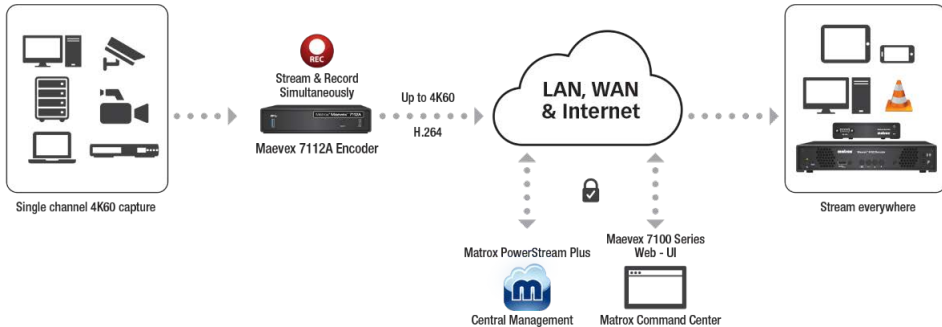 REC
Stream & Record
Simultaneously
Maevex 7112A Encoder
Single channel 4K60 capture
Up to 4K60
H.264
LAN, WAN
& Internet
Stream everywhere
Matrox PowerStream Plus
m
Central Management
Maevex 7100 Series
Web - UI
Matrox Command Center